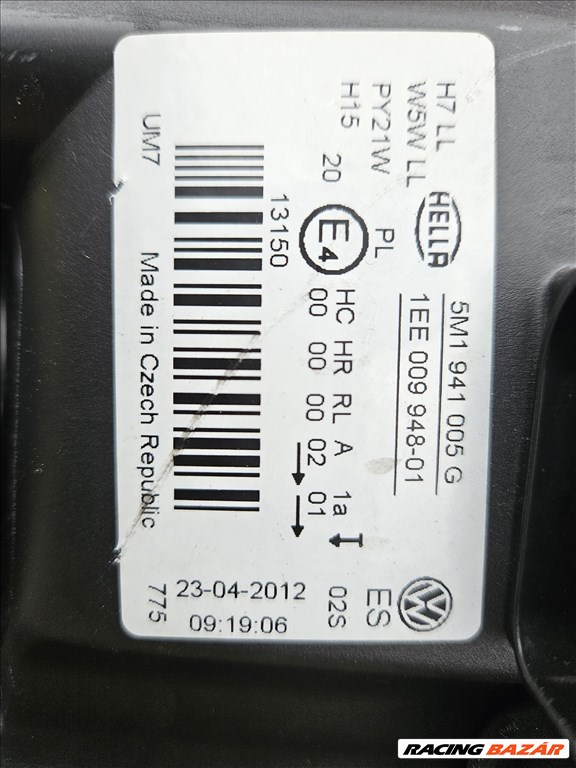 H7 LL
W5W LL
PY21W
H15
HELLA
5M1 941 005 G
1EE 009 948-01
PL
20
E4
HC HR RL A 1a
00 00 00 02 01
ES
02S
13150
23-04-2012
09:19:06
UM7 Made in Czech Republic 775
RACING BAZÁR.HU